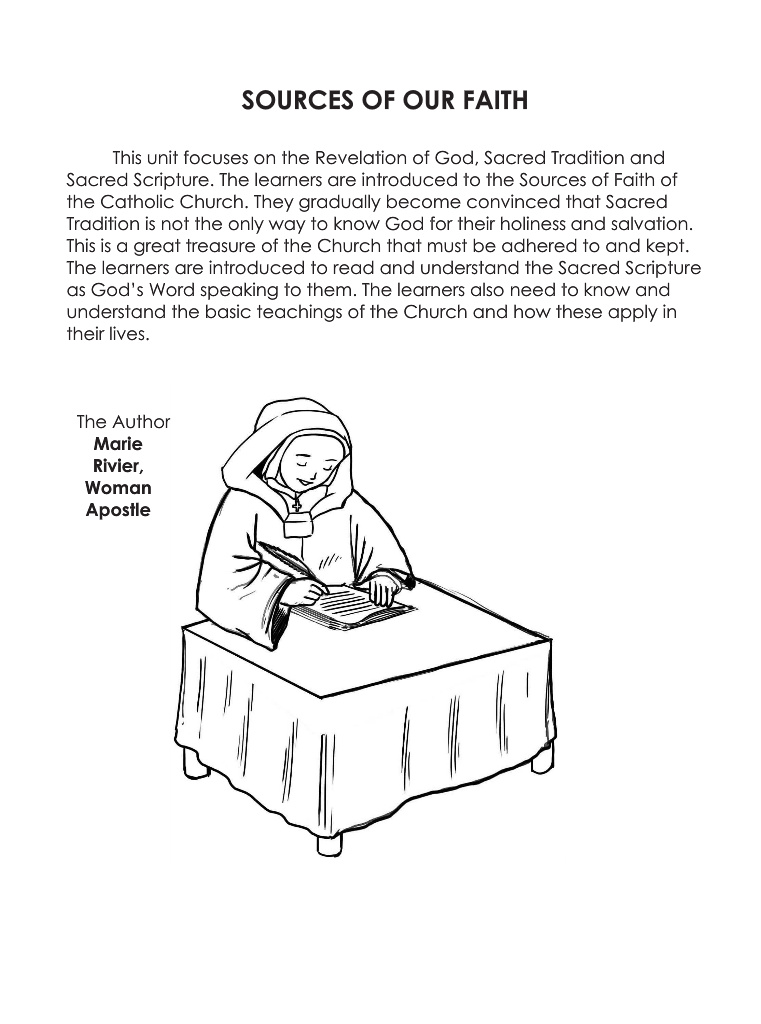 SOURCES OF OUR FAITH
This unit focuses on the Revelation of God, Sacred Tradition and
Sacred Scripture. The learners are introduced to the Sources of Faith of
the Catholic Church. They gradually become convinced that Sacred
Tradition is not the only way to know God for their holiness and salvation.
This is a great treasure of the Church that must be adhered to and kept.
The learners are introduced to read and understand the Sacred Scripture
as God's Word speaking to them. The learners also need to know and
understand the basic teachings of the Church and how these apply in
their lives.
The Author
Marie
Rivier,
Woman
Apostle